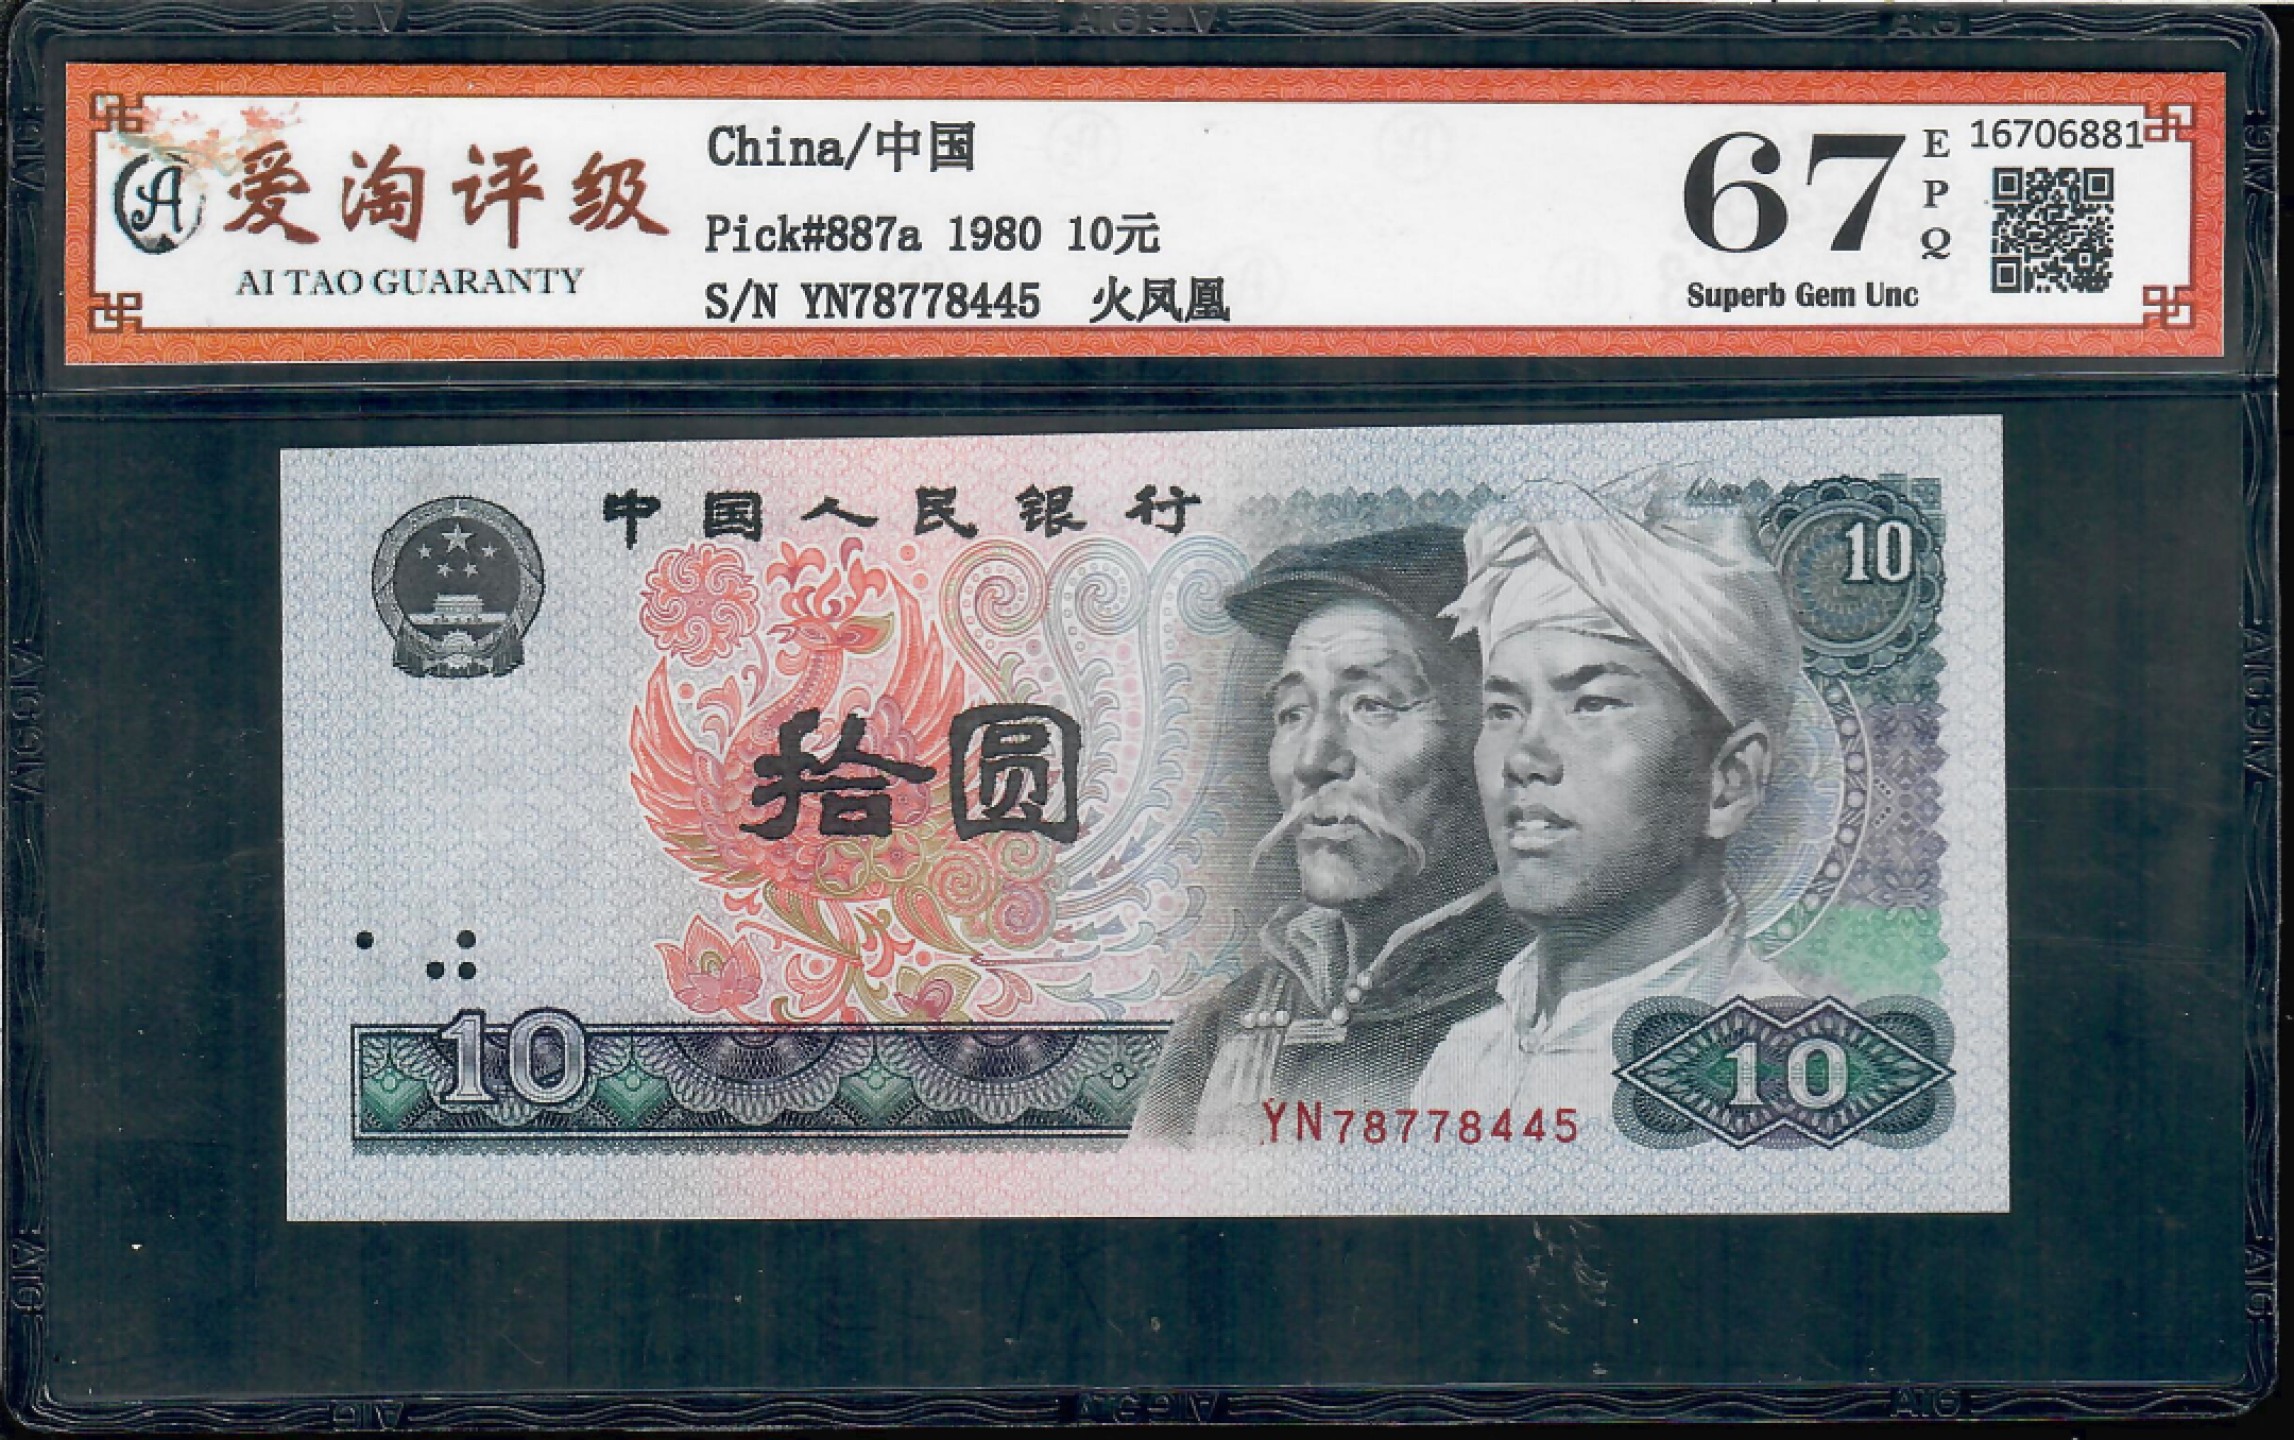 爱淘评级
AI TAO GUARANTY
China/中国
Pick#887a 1980 10元
S/N YN78778445 火凤凰
67
EPQ
Superb Gem Unc
16706881
中国人民银行
10
拾圆
10
10
YN78778445